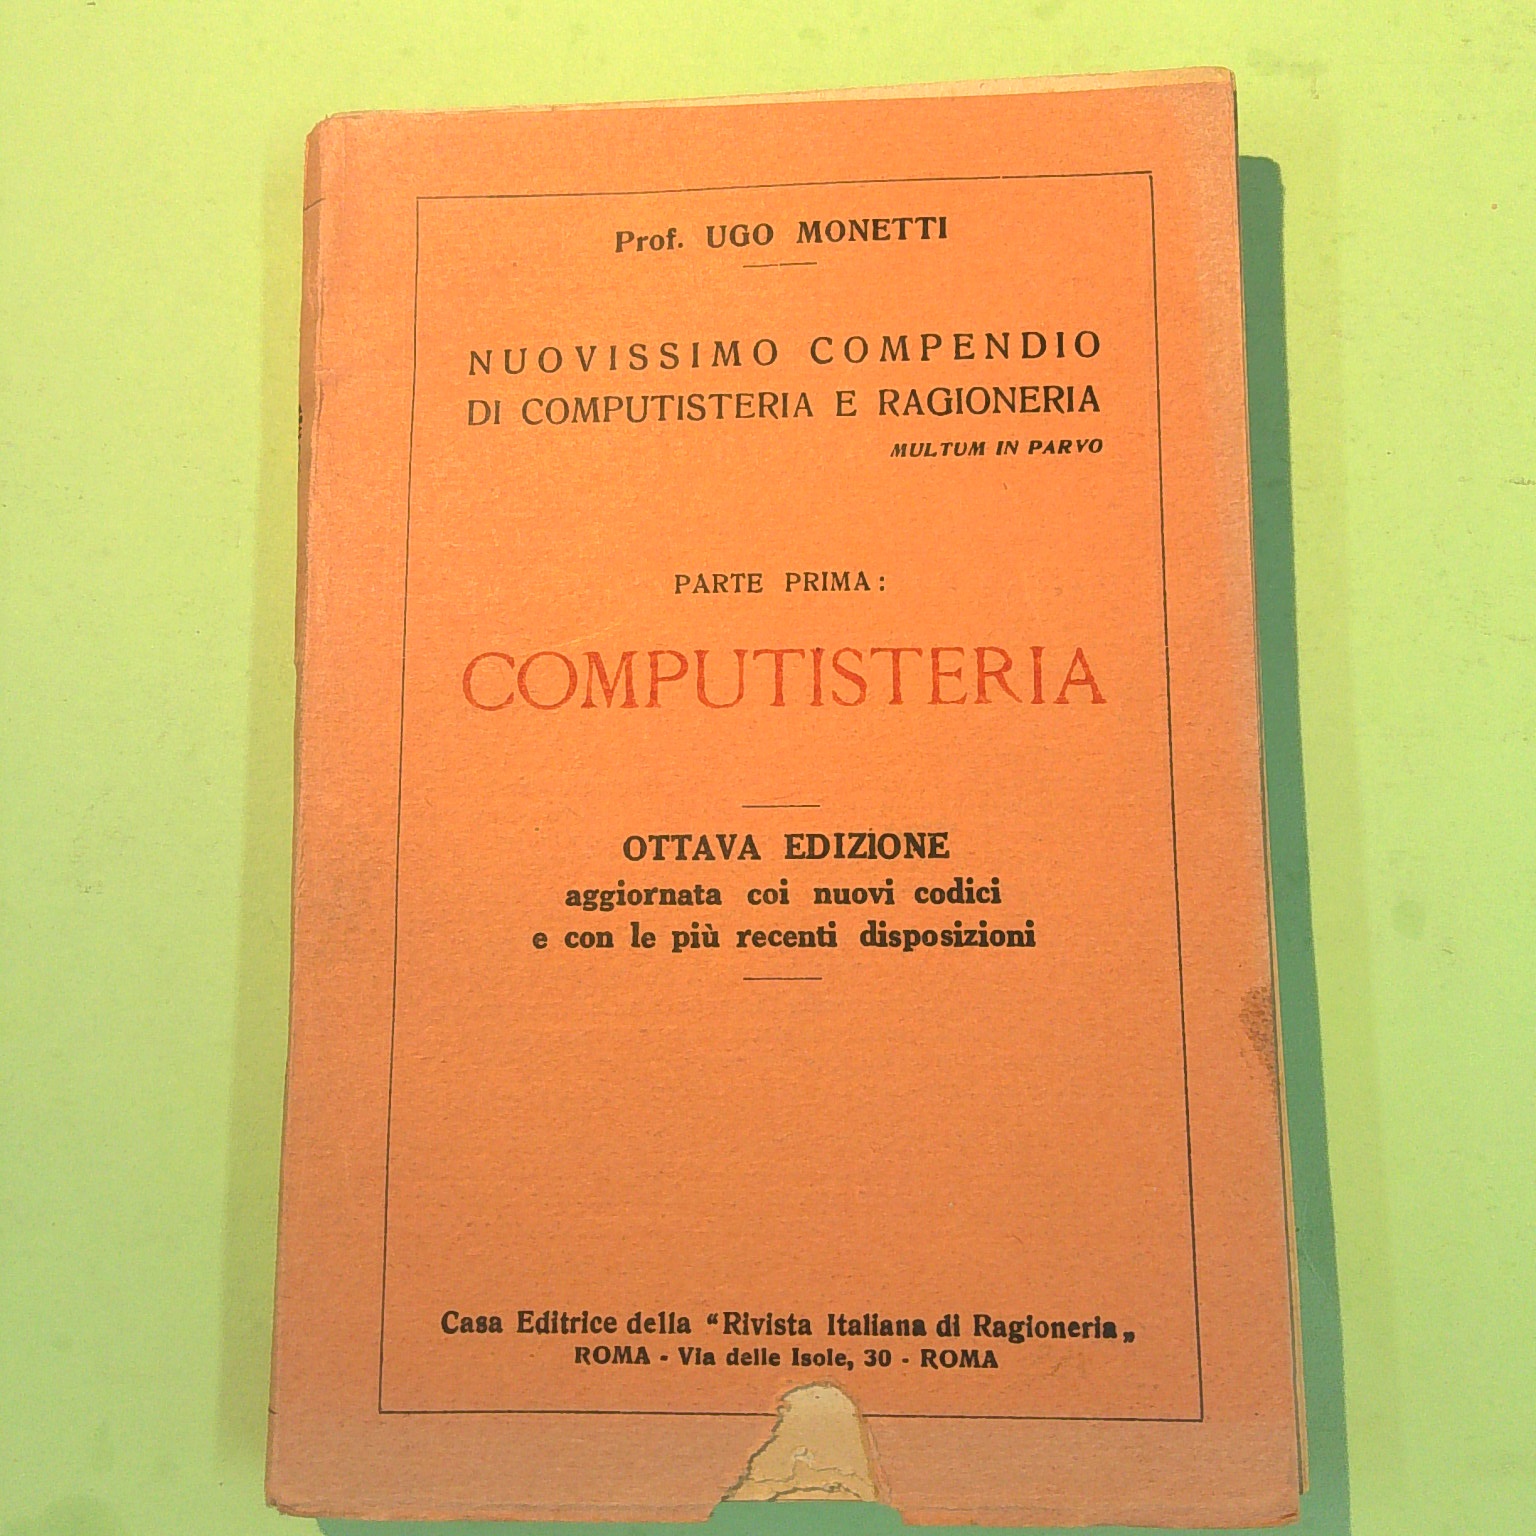 Prof. UGO MONETTI
NUOVISSIMO COMPENDIO
DI COMPUTISTERIA E RAGIONERIA
MULTUM IN PARVO
PARTE PRIMA:
COMPUTISTERIA
OTTAVA EDIZIONE
aggiornata coi nuovi codici
e con le più recenti disposizioni
Casa Editrice della “Rivista Italiana di Ragioneria„
ROMA - Via delle Isole, 30 - ROMA